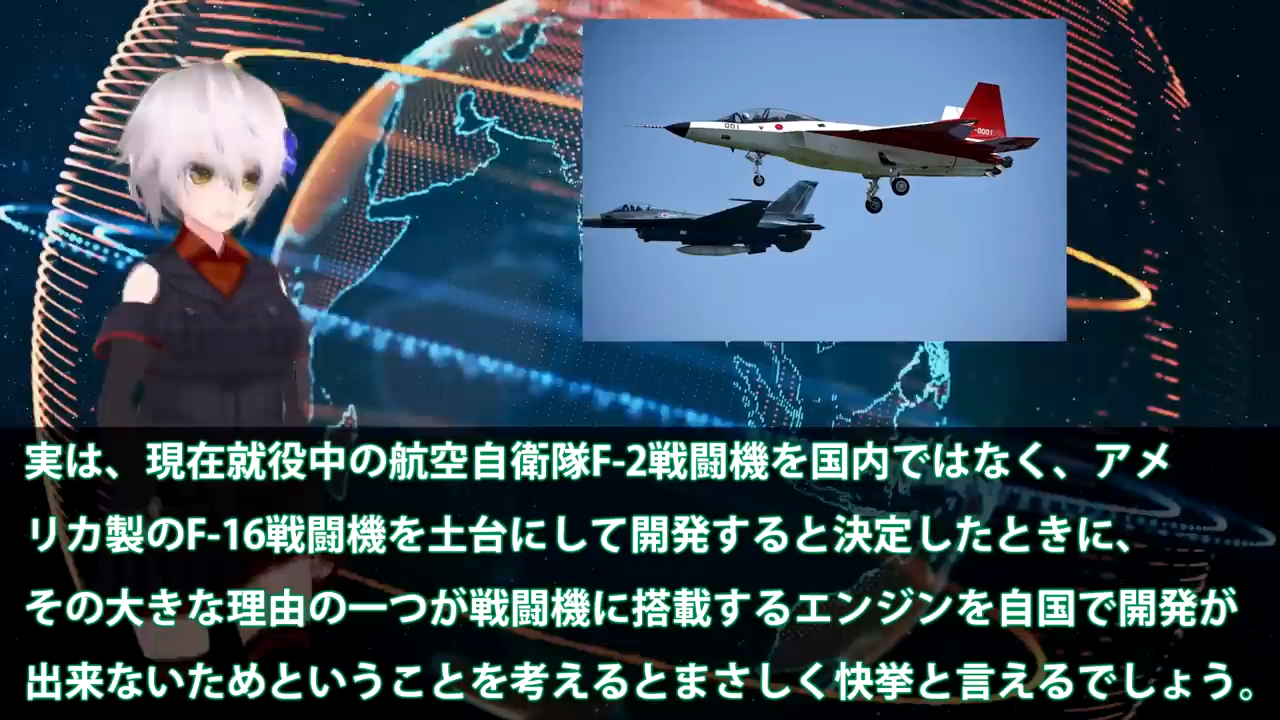 001
-0001
実は、現在就役中の航空自衛隊F-2戦闘機を国内ではなく、アメ
リカ製のF-16戦闘機を土台にして開発すると決定したときに、
その大きな理由の一つが戦闘機に搭載するエンジンを自国で開発が
出来ないためということを考えるとまさしく快挙と言えるでしょう。